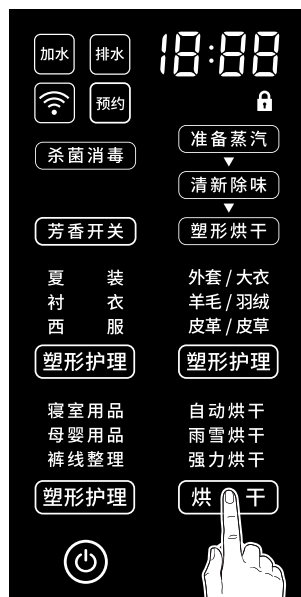 加水 排水 18:88
预约
杀菌消毒
准备蒸汽
清新除味
芳香开关
塑形烘干
夏装
衬衣
西服
塑形护理
外套/大衣
羊毛/羽绒
皮革/皮草
塑形护理
寝室用品
母婴用品
裤线整理
塑形护理
自动烘干
雨雪烘干
强力烘干
烘干